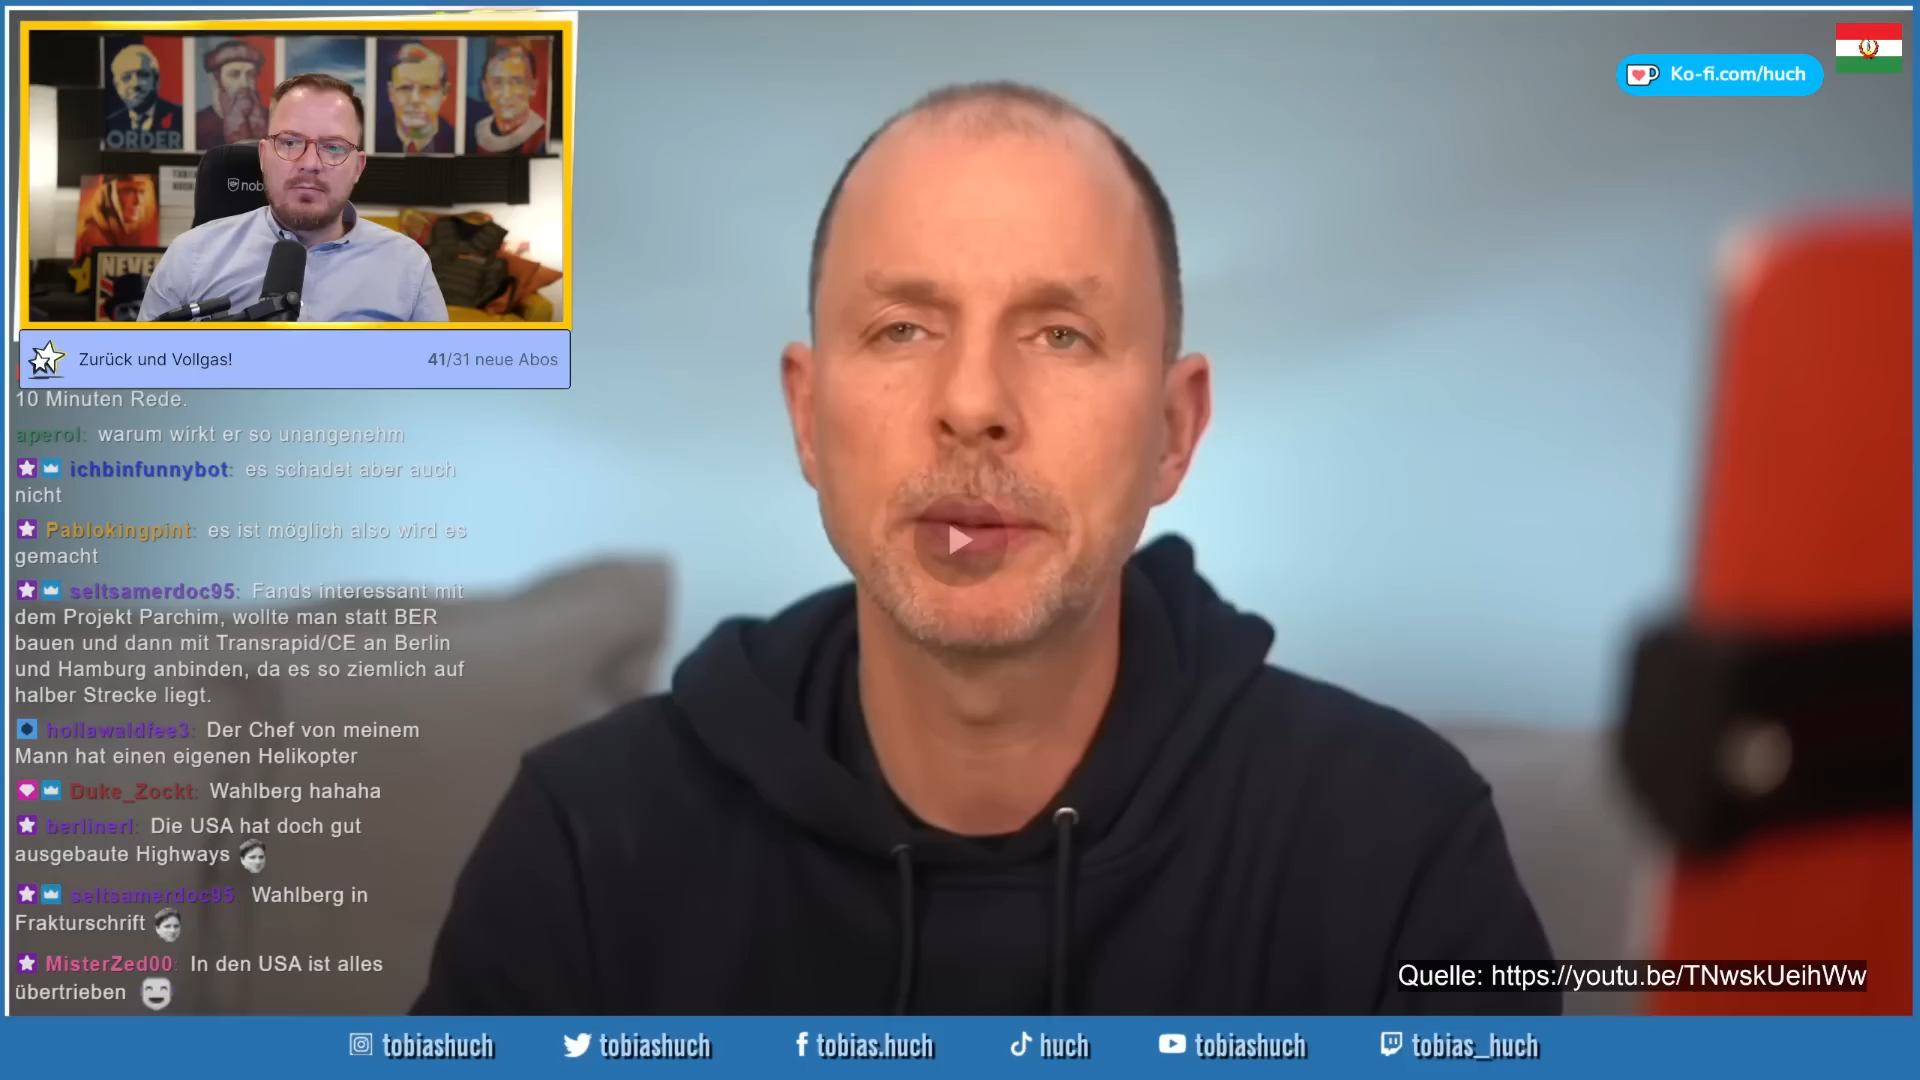 ORDER
nob
NEVER
Ko-fi.com/huch
Zurück und Vollgas!
41/31 neue Abos
10 Minuten Rede.
aperol: warum wirkt er so unangenehm
ichbinfunnybot: es schadet aber auch
nicht
Pablokingpint: es ist möglich also wird es
gemacht
seltsamerdoc95: Fands interessant mit
dem Projekt Parchim, wollte man statt BER
bauen und dann mit Transrapid/CE an Berlin
und Hamburg anbinden, da es so ziemlich auf
halber Strecke liegt.
hollawaldfee3: Der Chef von meinem
Mann hat einen eigenen Helikopter
Duke_Zockt: Wahlberg hahaha
berlinerl: Die USA hat doch gut
ausgebaute Highways
seltsamerdoc95: Wahlberg in
Frakturschrift
MisterZed00: In den USA ist alles
übertrieben
Quelle: https://youtu.be/TNwskUeihWw
tobiashuch
tobiashuch
tobias.huch
huch
tobiashuch
tobias_huch